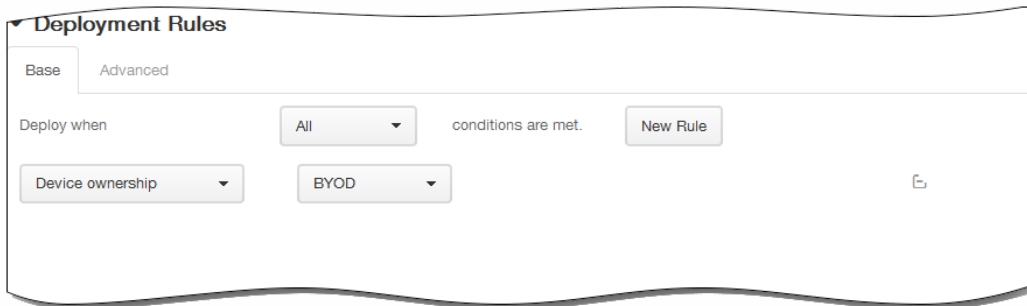 Deployment Rules
Base Advanced
Deploy when All conditions are met. New Rule
Device ownership BYOD